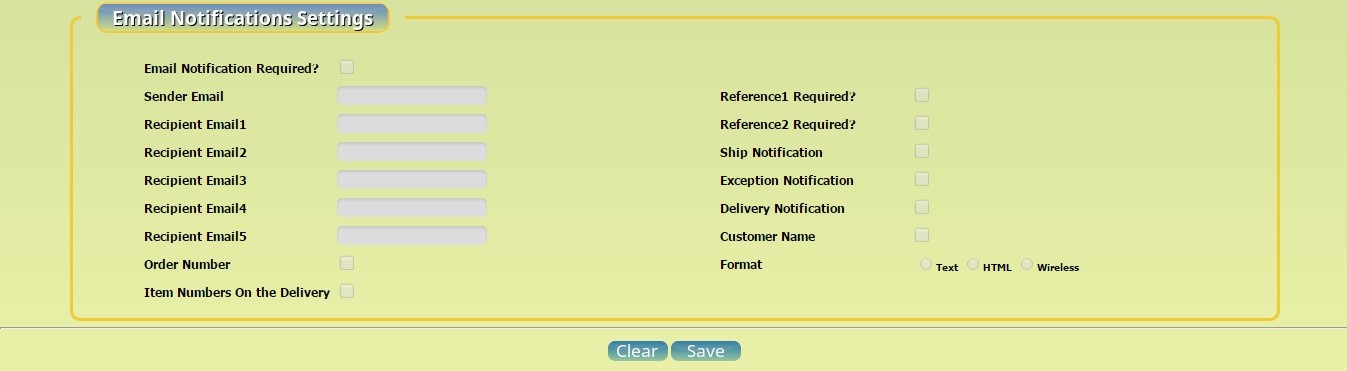 Email Notifications Settings
Email Notification Required?
Sender Email
Reference1 Required?
Recipient Email1
Reference2 Required?
Recipient Email2
Ship Notification
Recipient Email3
Exception Notification
Recipient Email4
Delivery Notification
Recipient Email5
Customer Name
Order Number
Format Text HTML Wireless
Item Numbers On the Delivery
Clear Save